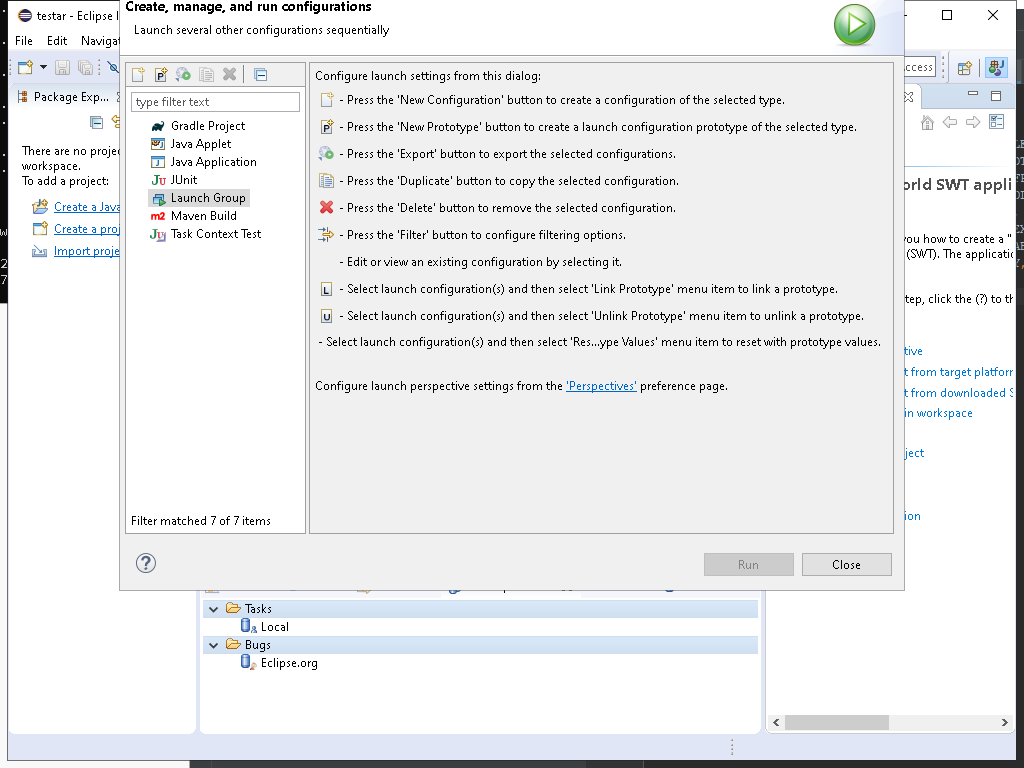 testar - Eclipse I
Create, manage, and run configurations
Launch several other configurations sequentially
File Edit Navigat
Package Exp...
type filter text
Gradle Project
Java Applet
Java Application
JUnit
Launch Group
Maven Build
Task Context Test
Filter matched 7 of 7 items
Configure launch settings from this dialog:
- Press the 'New Configuration' button to create a configuration of the selected type.
- Press the 'New Prototype' button to create a launch configuration prototype of the selected type.
- Press the 'Export' button to export the selected configurations.
- Press the 'Duplicate' button to copy the selected configuration.
- Press the 'Delete' button to remove the selected configuration.
- Press the 'Filter' button to configure filtering options.
- Edit or view an existing configuration by selecting it.
- Select launch configuration(s) and then select 'Link Prototype' menu item to link a prototype.
- Select launch configuration(s) and then select 'Unlink Prototype' menu item to unlink a prototype.
- Select launch configuration(s) and then select 'Res...ype Values' menu item to reset with prototype values.
Configure launch perspective settings from the 'Perspectives' preference page.
Run Close
There are no projec
workspace.
To add a project:
Create a Java
Create a proj
Import proje
ccess
orld SWT appli
you how to create a "
(SWT). The applicatio
tep, click the (?) to th
tive
t from target platform
t from downloaded S
in workspace
ject
ion
Tasks
Local
Bugs
Eclipse.org